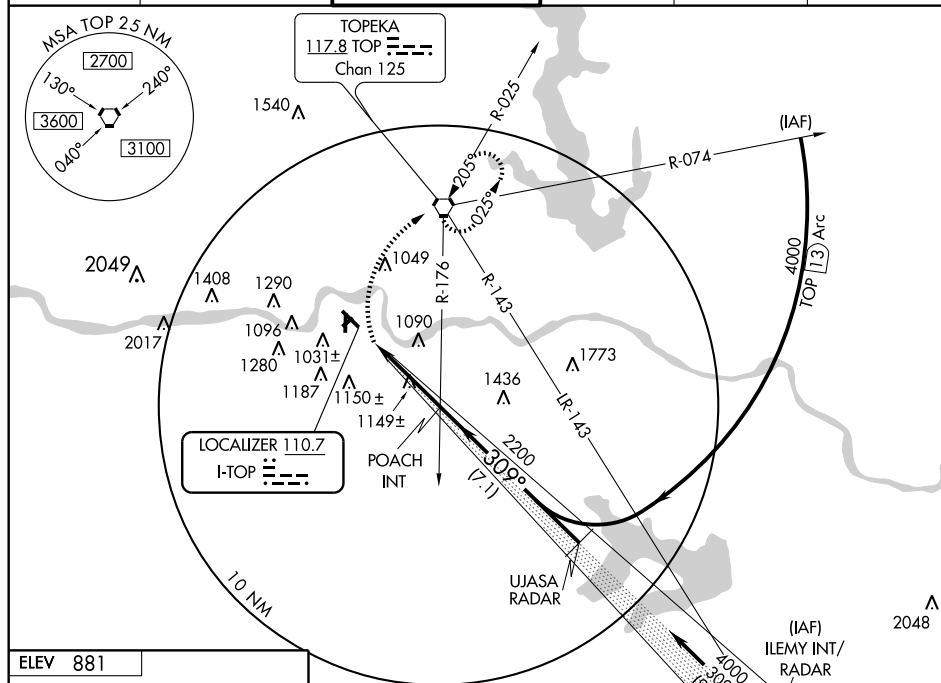 MSA TOP 25 NM
2700
130°
240°
3600
040°
3100
TOPEKA
117.8 TOP
Chan 125
1540
R-025
(IAF)
R-074
205°
025°
4000
TOP 13 Arc
2049
1408
1290
1049
R-176
R-143
2017
1096
1090
1280
1031±
1773
1187
1150±
1436
1149±
LR-143
LOCALIZER 110.7
I-TOP
POACH
INT
2200
309°
(7.1)
UJASA
RADAR
10 NM
2048
(IAF)
ILEMY INT/
RADAR
4000
ELEV 881